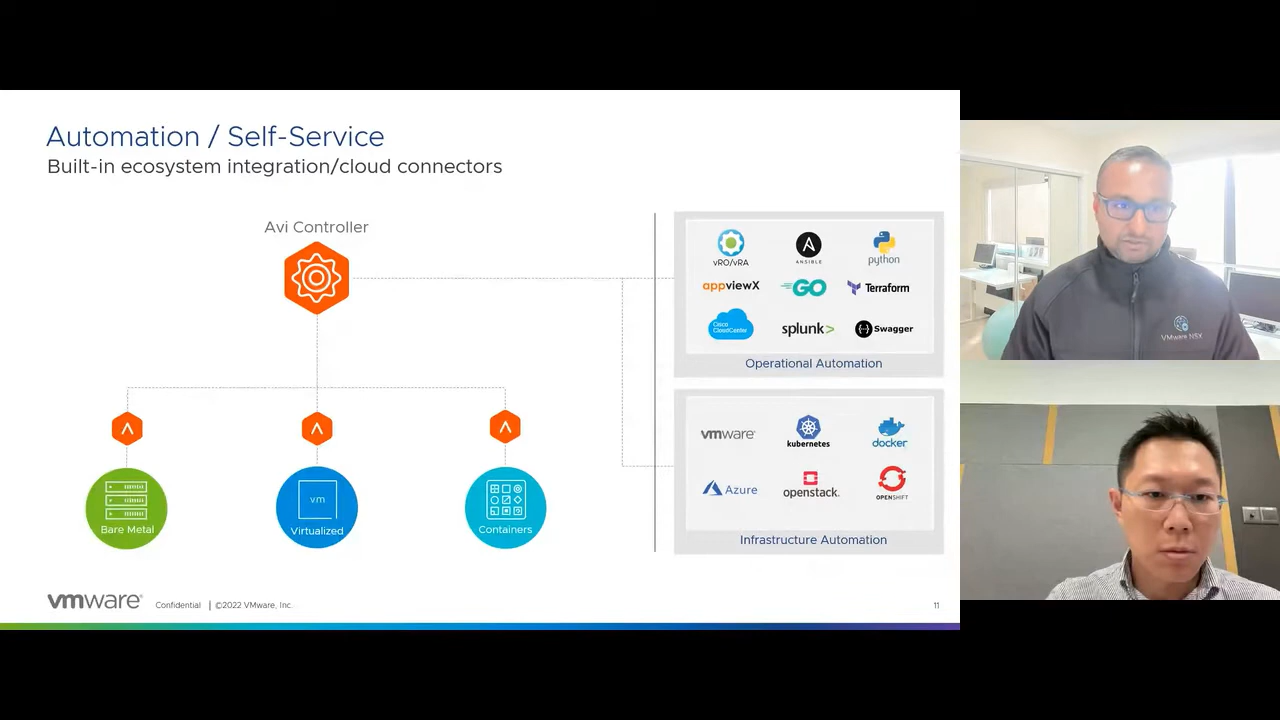 Automation / Self-Service
Built-in ecosystem integration/cloud connectors
Avi Controller
vRO/vRA
ANSIBLE
python
appviewX
GO
Terraform
Cisco
CloudCenter
splunk>
Swagger
Operational Automation
vmware
kubernetes
docker
Azure
openstack.
OPENSHIFT
Infrastructure Automation
Bare Metal
vm
Virtualized
Containers
vmware
Confidential | ©2022 VMware, Inc.
11
VMware NSX